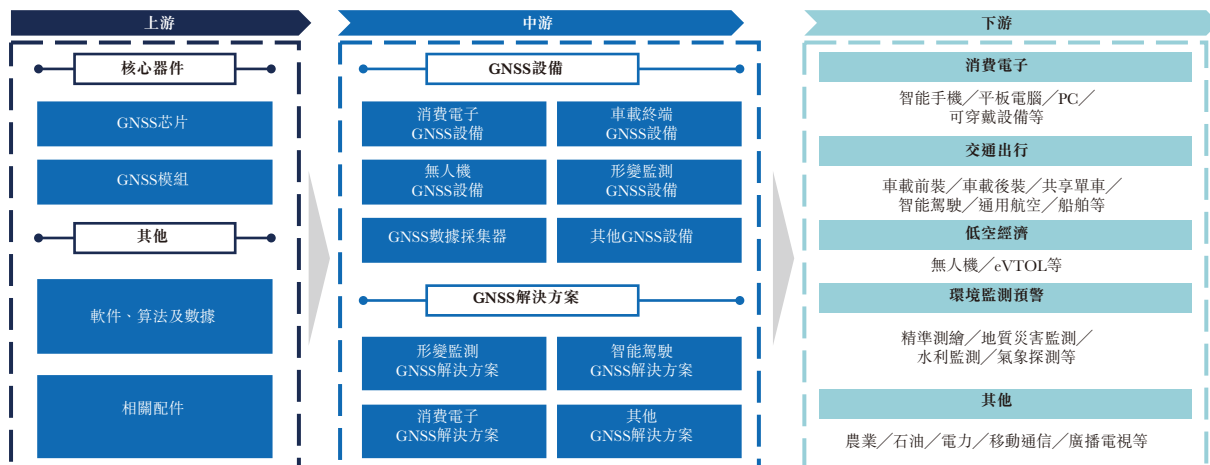 上游
中游
下游
核心器件
GNSS芯片
GNSS模組
其他
軟件、算法及數據
相關配件
GNSS設備
消費電子
GNSS設備
車載終端
GNSS設備
無人機
GNSS設備
形變監測
GNSS設備
GNSS數據採集器
其他GNSS設備
GNSS解決方案
形變監測
GNSS解決方案
智能駕駛
GNSS解決方案
消費電子
GNSS解決方案
其他
GNSS解決方案
消費電子
智能手機／平板電腦／PC／
可穿戴設備等
交通出行
車載前裝／車載後裝／共享單車／
智能駕駛／通用航空／船舶等
低空經濟
無人機／eVTOL等
環境監測預警
精準測繪／地質災害監測／
水利監測／氣象探測等
其他
農業／石油／電力／移動通信／廣播電視等